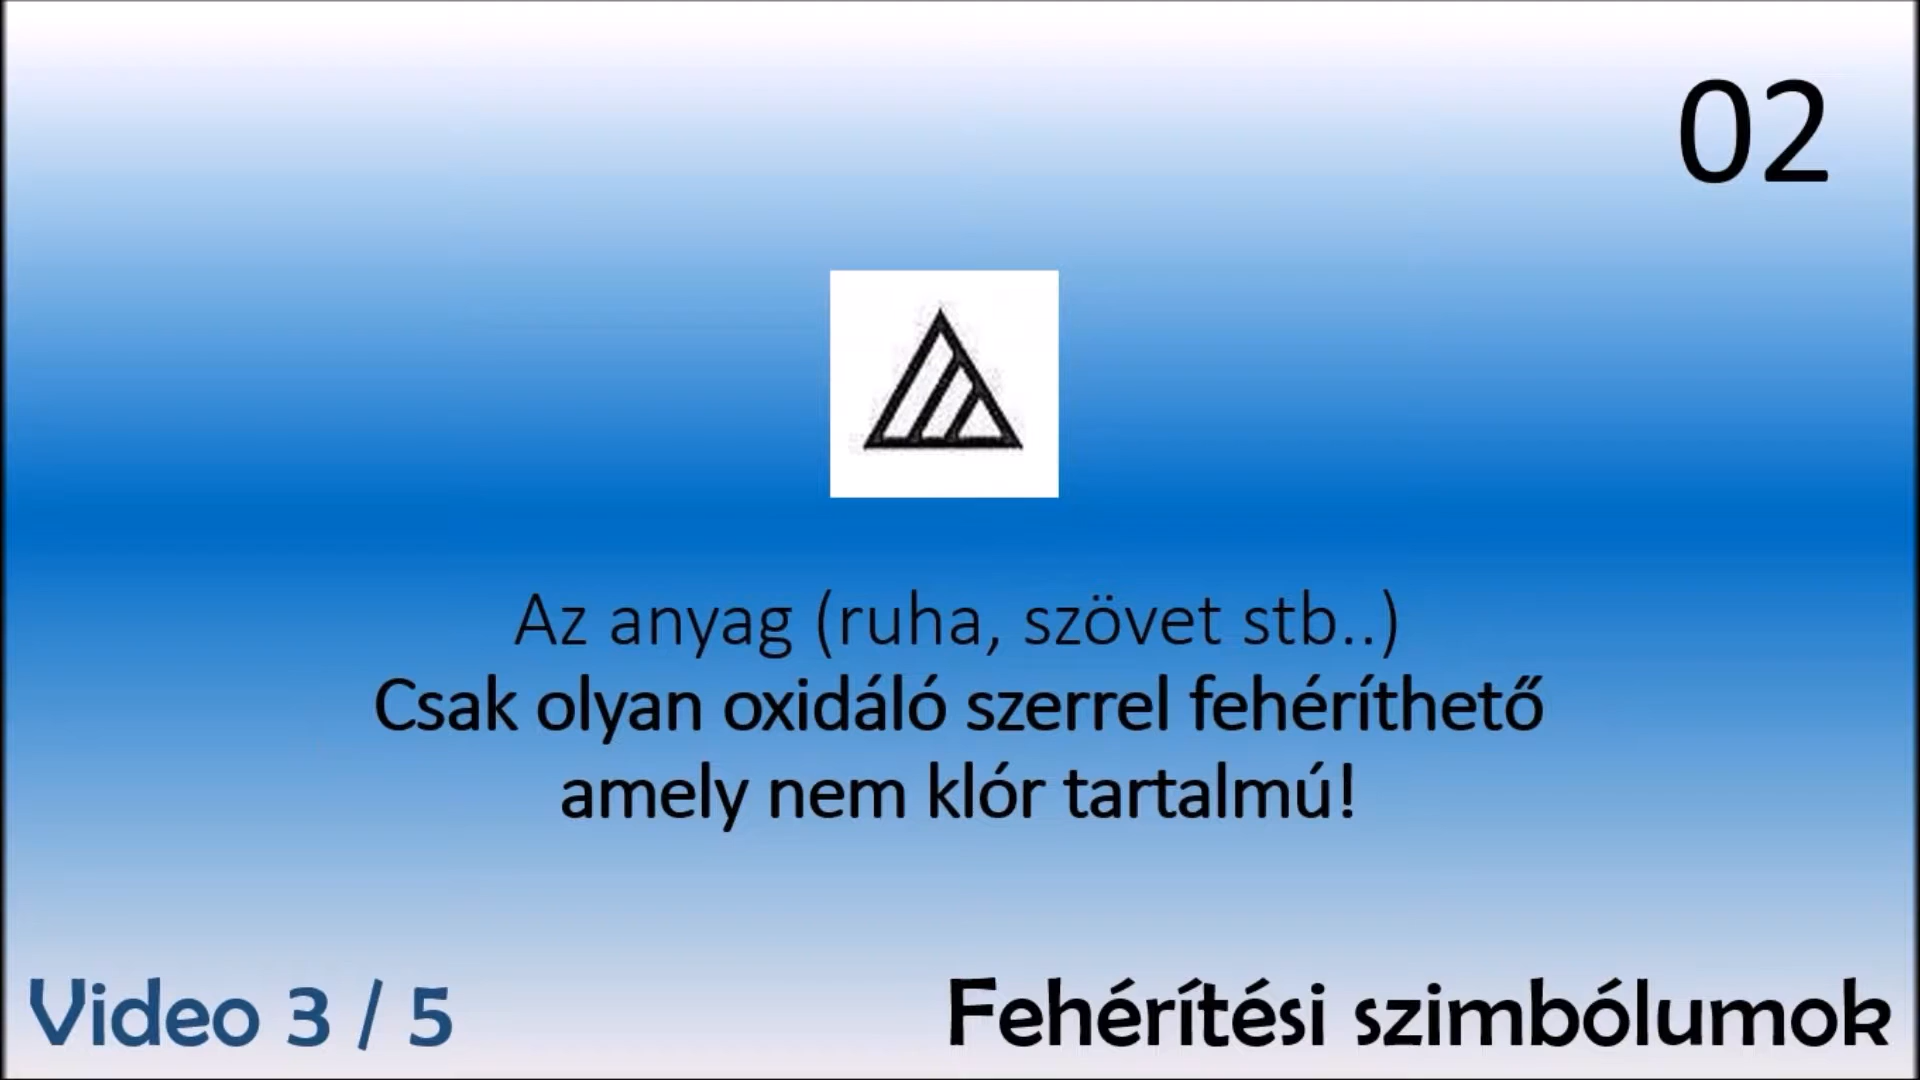 02
Az anyag (ruha, szövet stb..)
Csak olyan oxidáló szerrel fehéríthető
amely nem klór tartalmú!
Video 3 / 5
Fehérítési szimbólumok